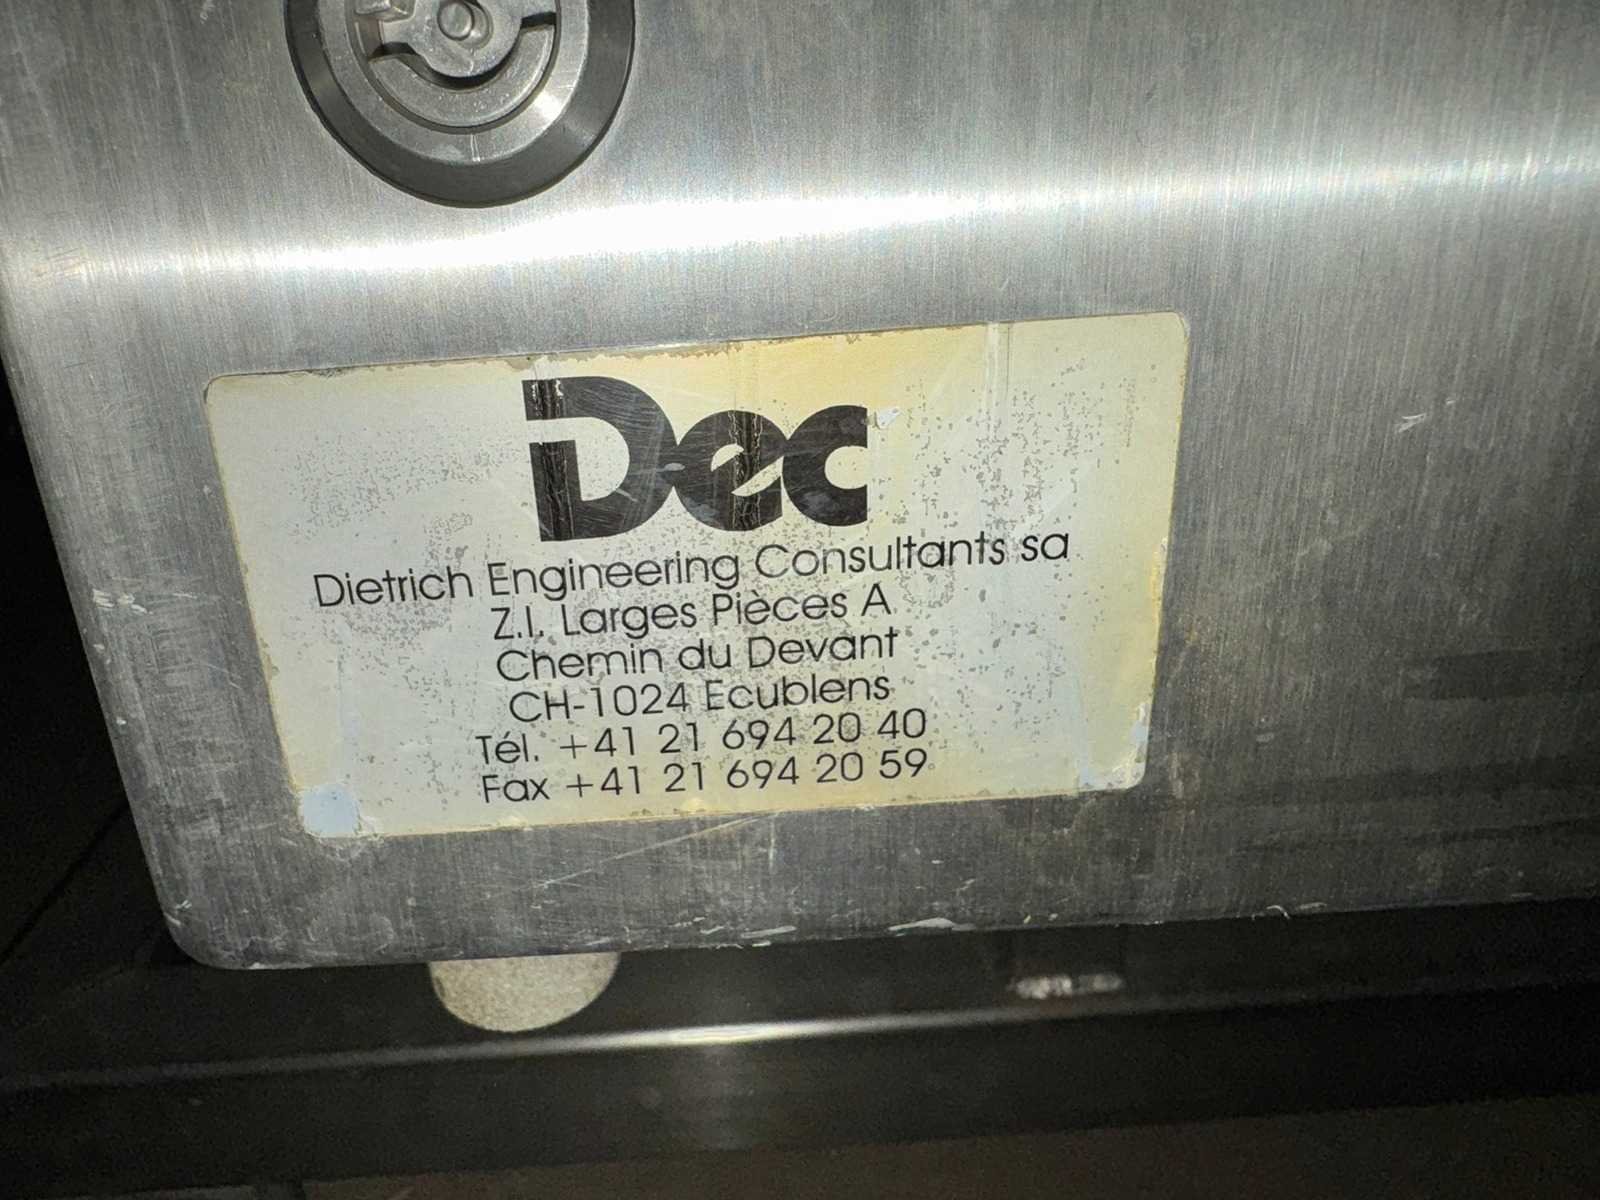 Dec
Dietrich Engineering Consultants sa
Z.I. Larges Pièces A
Chemin du Devant
CH-1024 Ecublens
Tél. +41 21 694 20 40
Fax +41 21 694 20 59